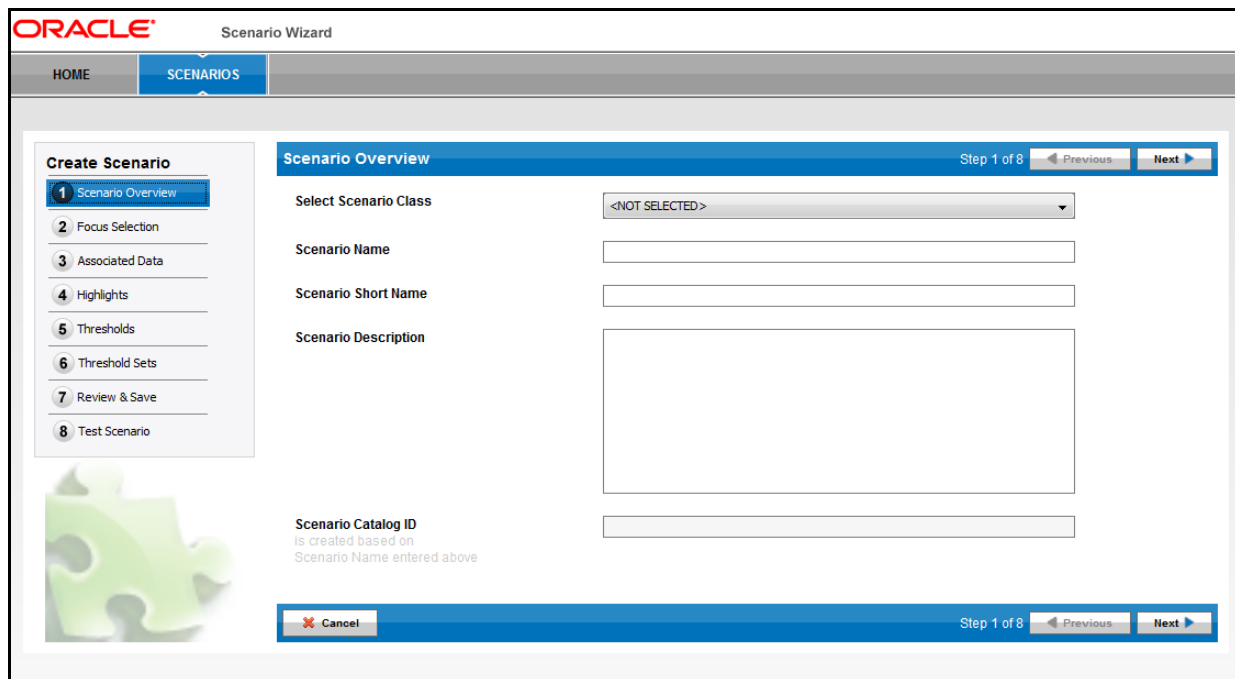 ORACLE
Scenario Wizard
HOME
SCENARIOS
Create Scenario
1 Scenario Overview
2 Focus Selection
3 Associated Data
4 Highlights
5 Thresholds
6 Threshold Sets
7 Review & Save
8 Test Scenario
Scenario Overview
Step 1 of 8
Previous
Next
Select Scenario Class
<NOT SELECTED>
Scenario Name
Scenario Short Name
Scenario Description
Scenario Catalog ID
is created based on
Scenario Name entered above
Cancel
Step 1 of 8
Previous
Next